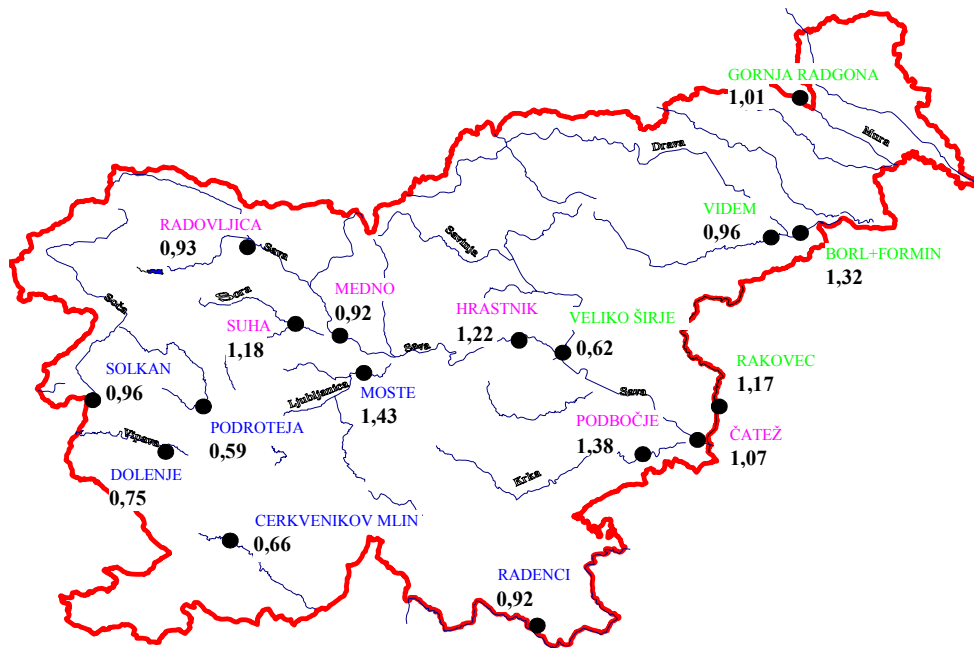 GORNJA RADGONA
1,01
Mura
Drava
VIDEM
0,96
BORL+FORMIN
1,32
RADOVLJICA
0,93
Sava
Savinja
Soča
Sora
MEDNO
0,92
SUHA
1,18
HRASTNIK
1,22
VELIKO ŠIRJE
0,62
Sava
SOLKAN
0,96
Ljubljanica
MOSTE
1,43
RAKOVEC
1,17
Sava
PODROTEJA
0,59
Vipava
PODBOČJE
1,38
ČATEŽ
1,07
DOLENJE
0,75
Krka
CERKVENIKOV MLIN
0,66
RADENCI
0,92